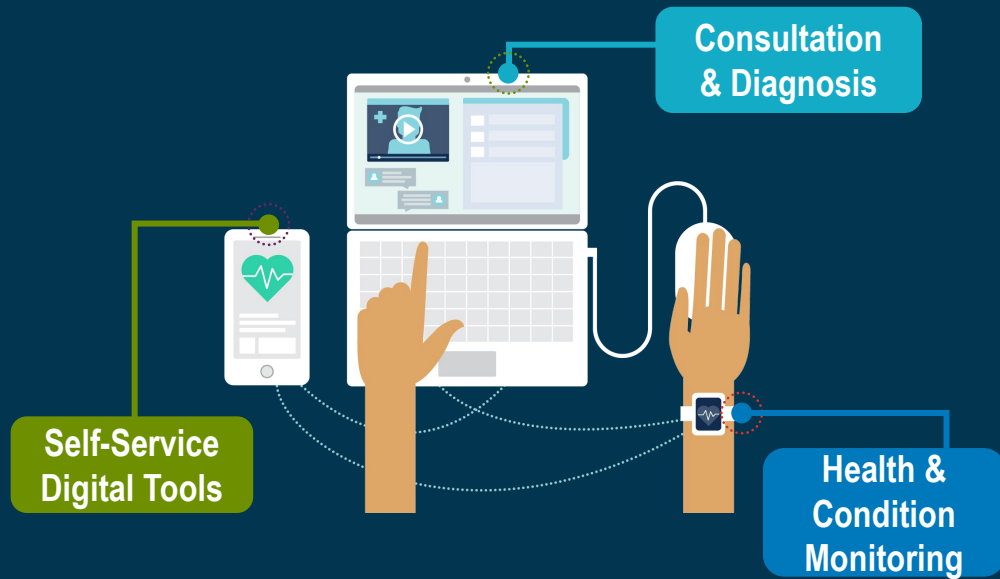 Consultation
& Diagnosis
Self-Service
Digital Tools
Health &
Condition
Monitoring